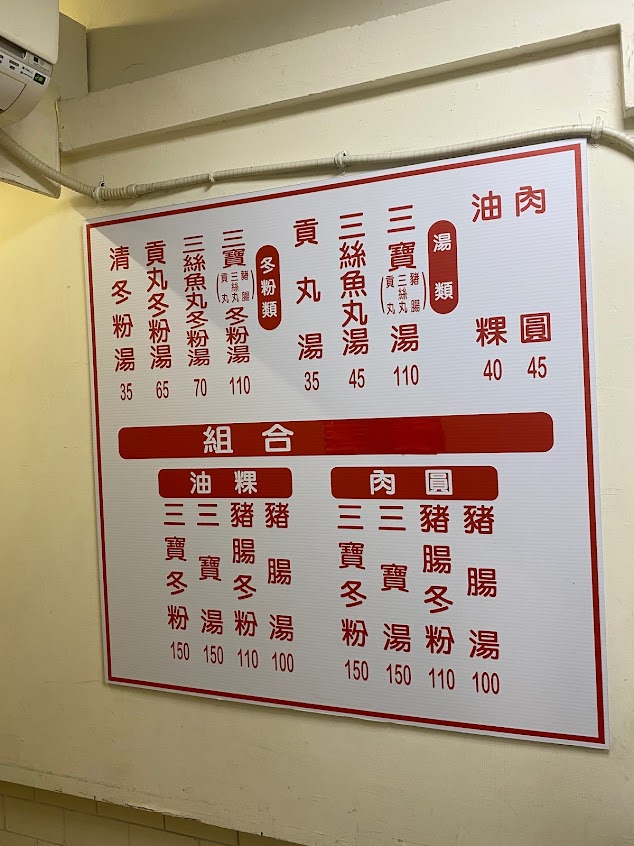 肉圓 45
油粿 40
湯類
三寶(豬腸 三絲丸 貢丸)湯 110
三絲魚丸湯 45
貢丸湯 35
冬粉類
三寶(豬腸 三絲丸 貢丸)冬粉湯 110
三絲魚丸冬粉湯 70
貢丸冬粉湯 65
清冬粉湯 35
組合
肉圓
豬腸湯 100
豬腸冬粉 110
三寶湯 150
三寶冬粉 150
油粿
豬腸湯 100
豬腸冬粉 110
三寶湯 150
三寶冬粉 150